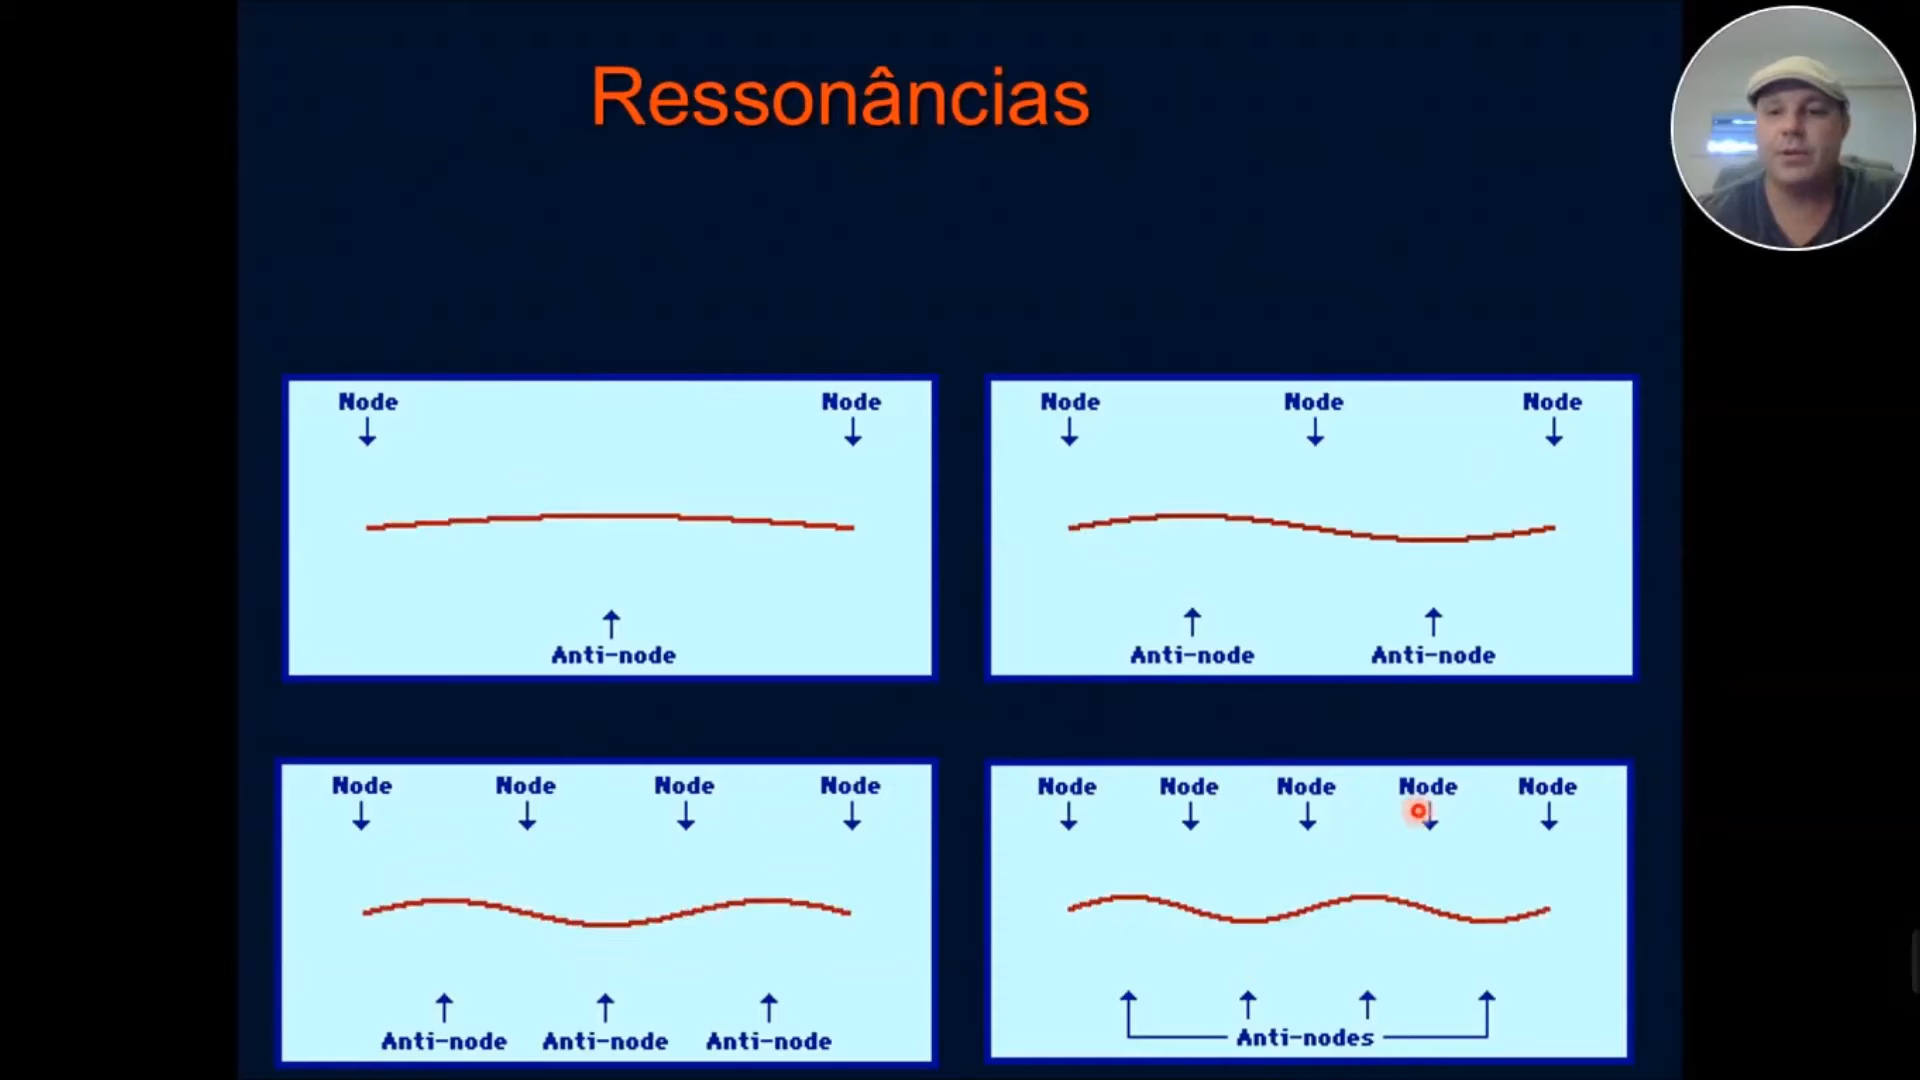 Ressonâncias
Node Node
Anti-node
Node Node Node
Anti-node Anti-node
Node Node Node Node
Anti-node Anti-node Anti-node
Node Node Node Node Node
Anti-nodes